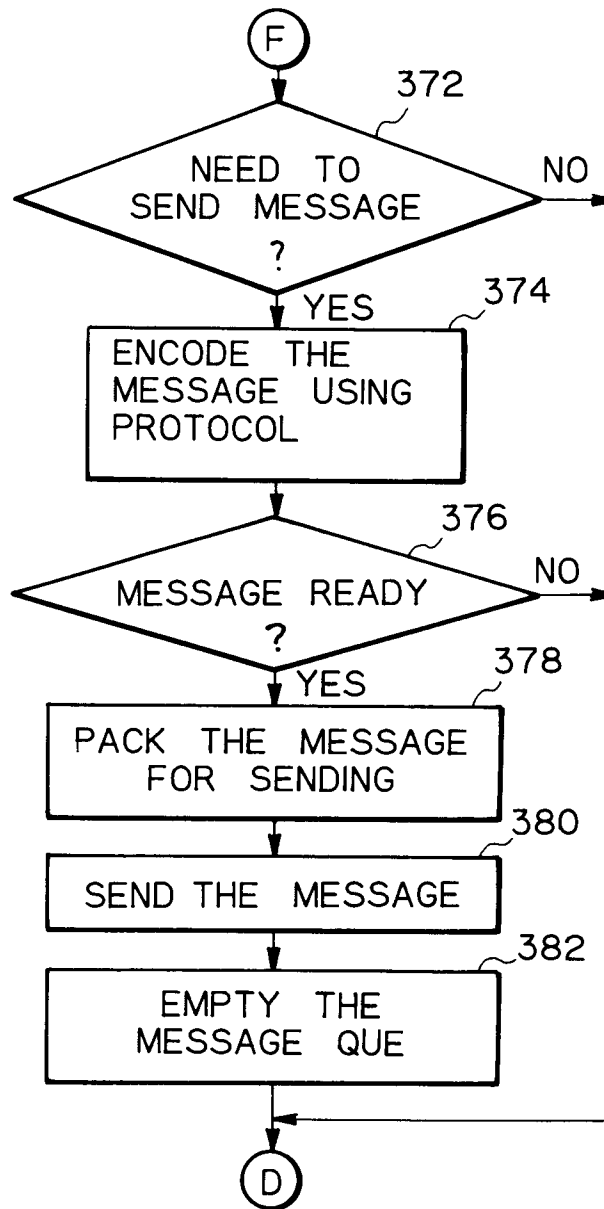 F
372
NEED TO
SEND MESSAGE
?
NO
YES
374
ENCODE THE
MESSAGE USING
PROTOCOL
376
MESSAGE READY
?
NO
YES
378
PACK THE MESSAGE
FOR SENDING
380
SEND THE MESSAGE
382
EMPTY THE
MESSAGE QUE
D